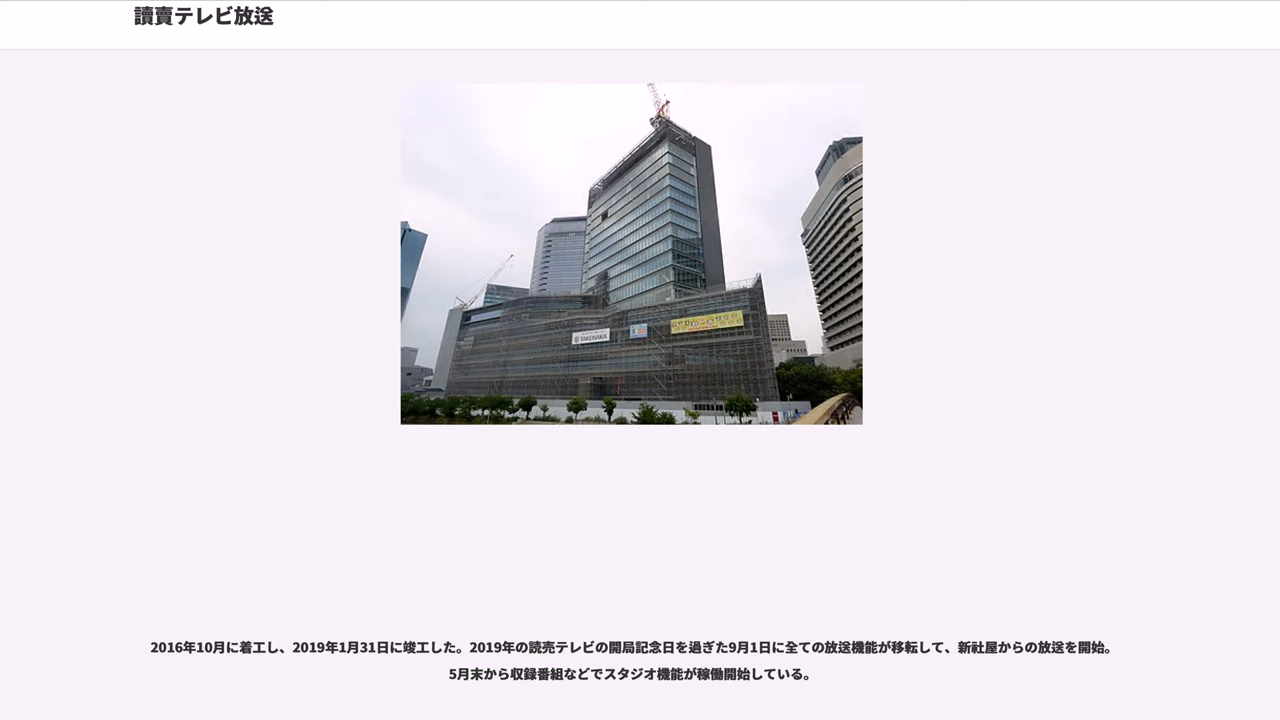 讀賣テレビ放送
TAKENAKA
2016年10月に着工し、2019年1月31日に竣工した。2019年の読売テレビの開局記念日を過ぎた9月1日に全ての放送機能が移転して、新社屋からの放送を開始。
5月末から収録番組などでスタジオ機能が稼働開始している。